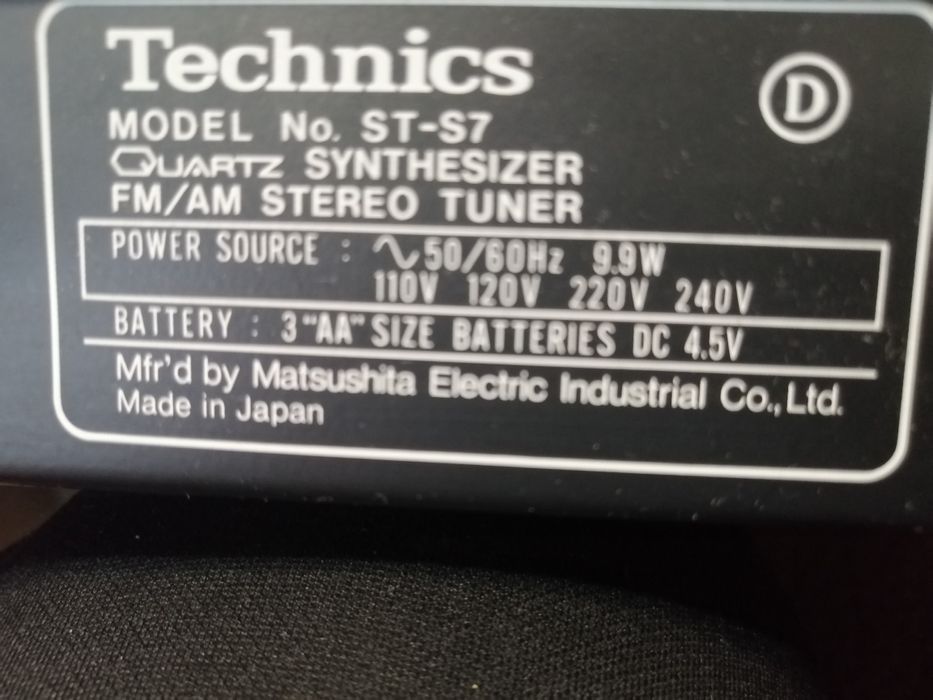 Technics
D
MODEL No. ST-S7
QUARTZ SYNTHESIZER
FM/AM STEREO TUNER
POWER SOURCE : ∿50/60Hz 9.9W
110V 120V 220V 240V
BATTERY : 3 "AA" SIZE BATTERIES DC 4.5V
Mfr'd by Matsushita Electric Industrial Co., Ltd.
Made in Japan